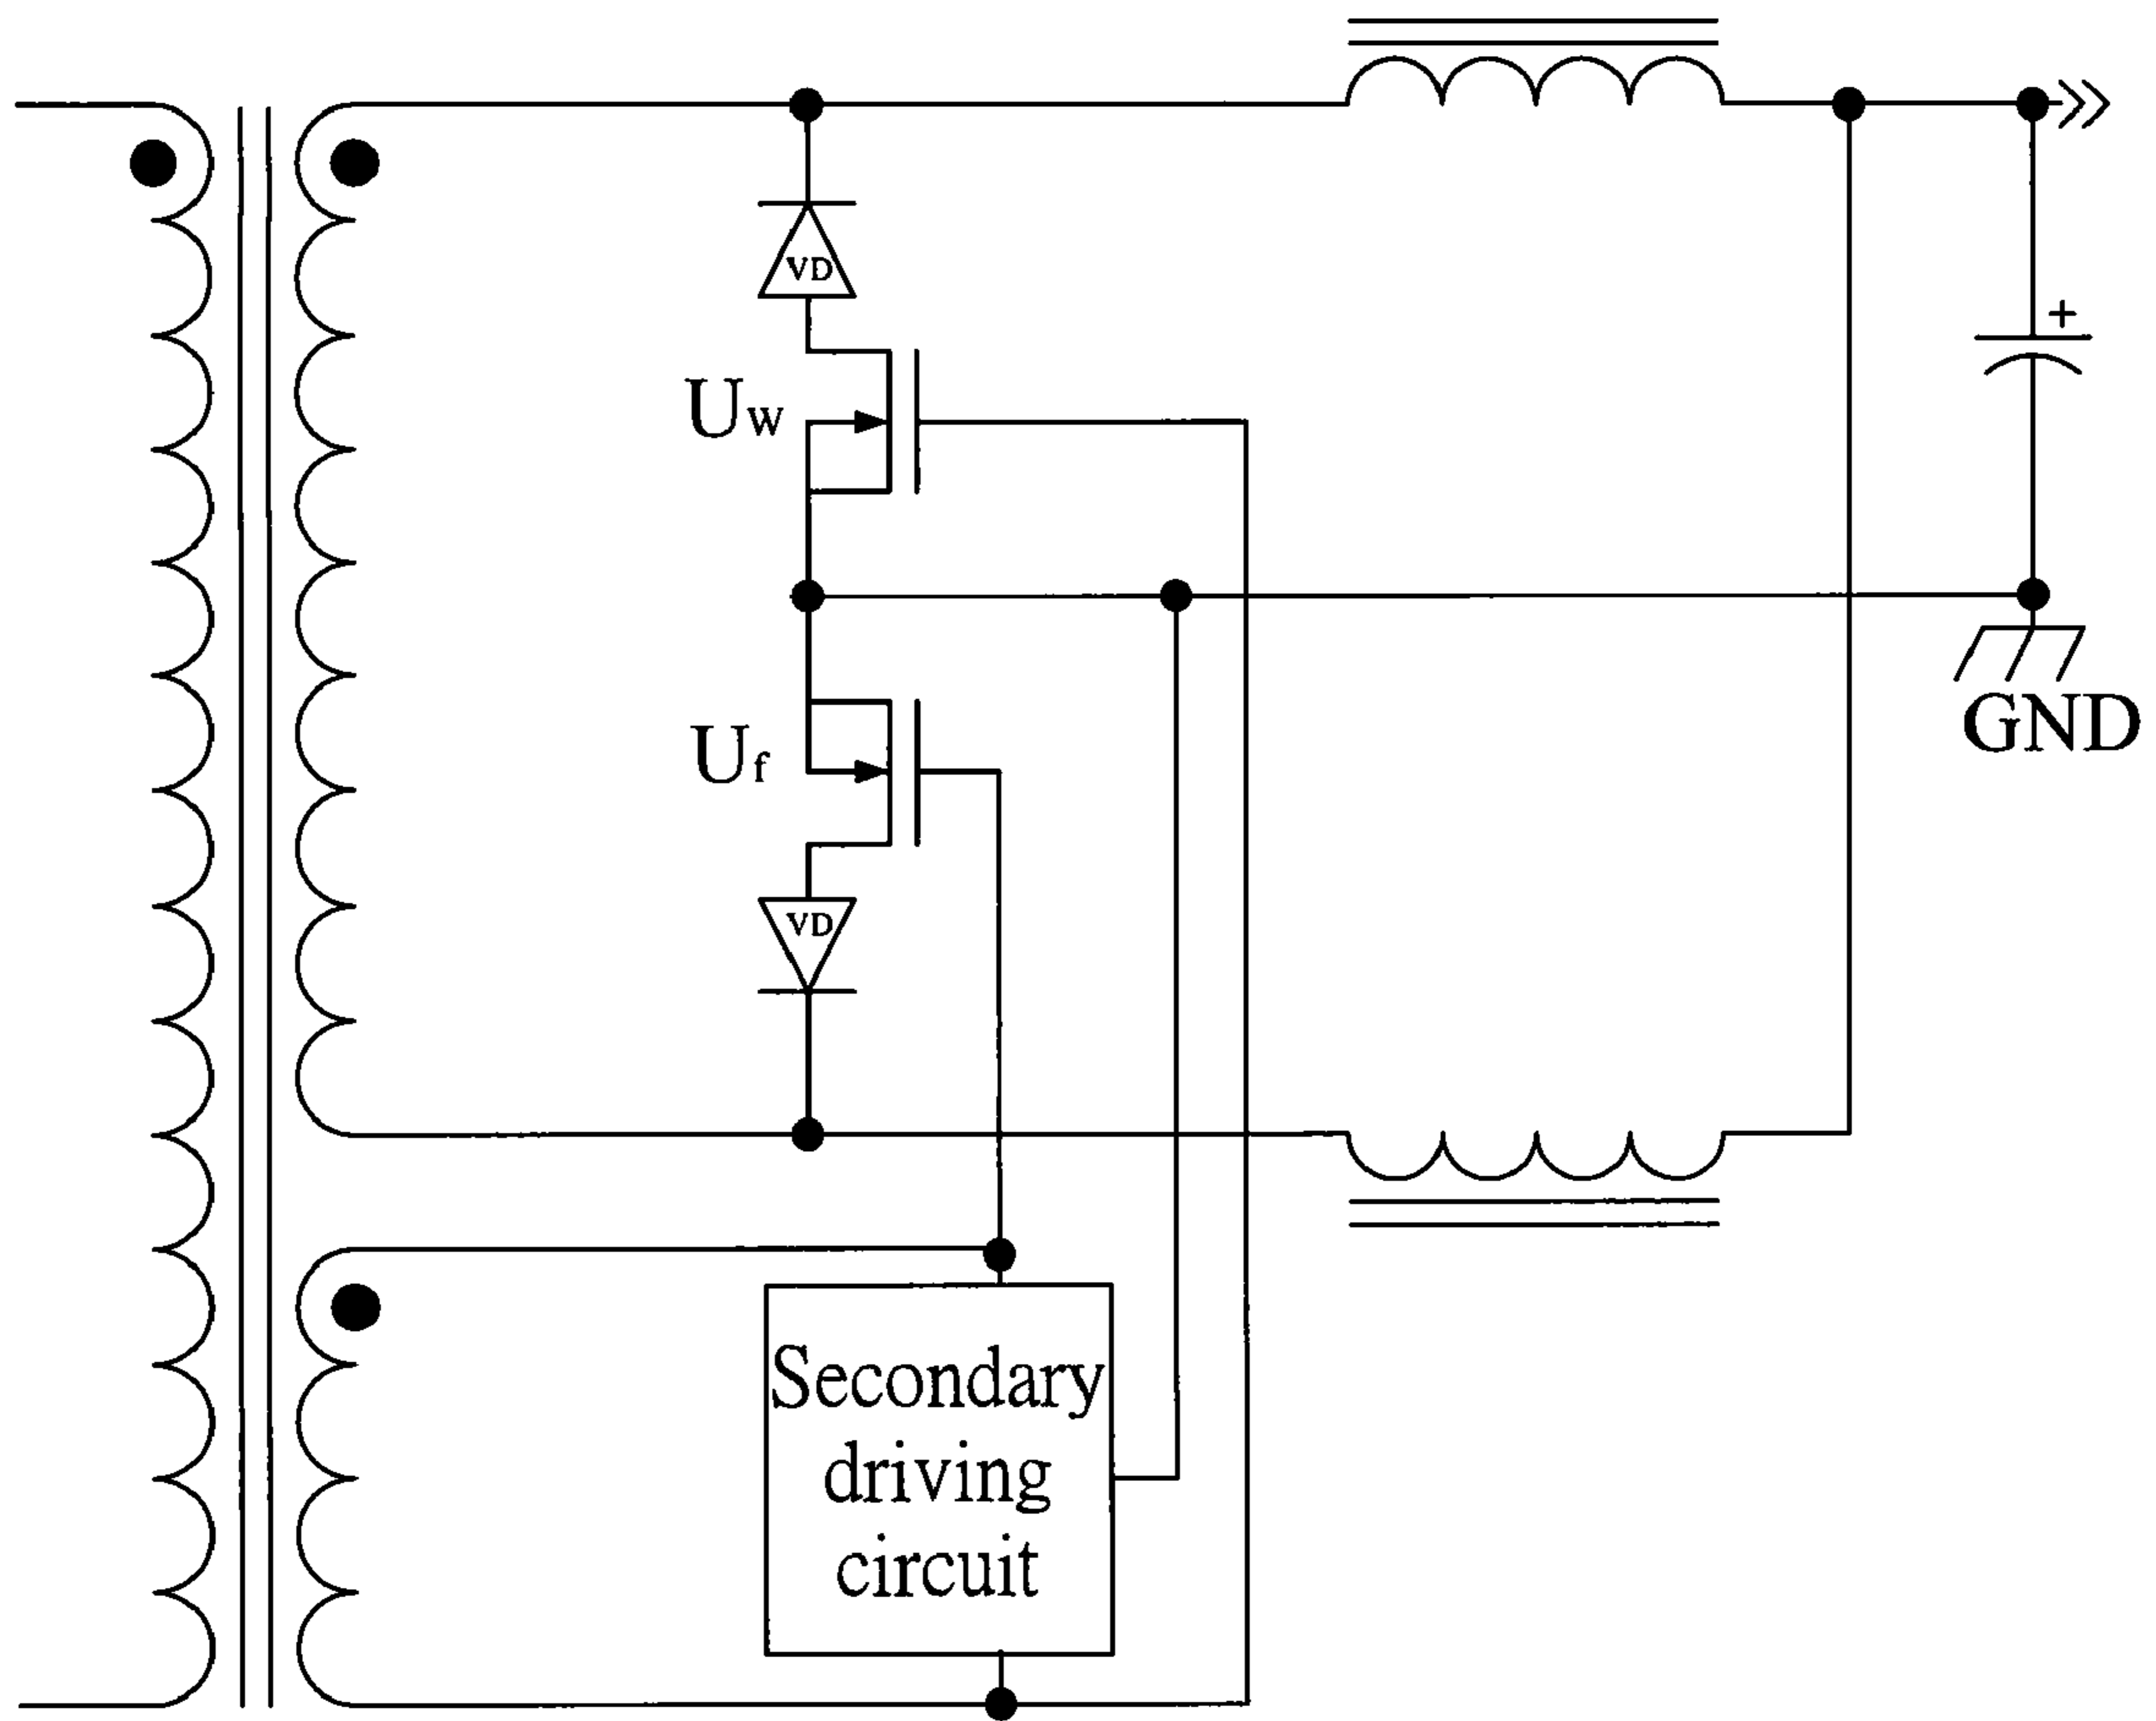 VD
+
Uw
Uf
GND
VD
Secondary
driving
circuit